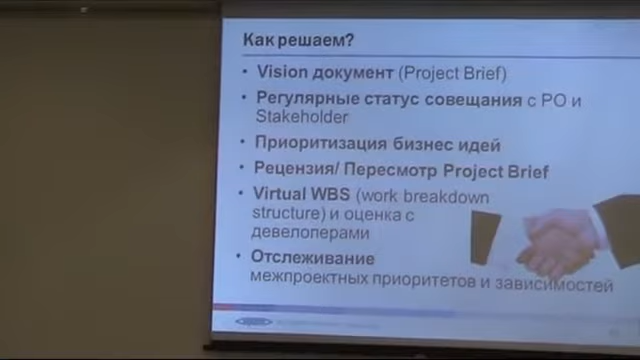 Как решаем?
• Vision документ (Project Brief)
• Регулярные статус совещания с PO и
Stakeholder
• Приоритизация бизнес идей
• Рецензия/ Пересмотр Project Brief
• Virtual WBS (work breakdown
structure) и оценка с
девелоперами
• Отслеживание
межпроектных приоритетов и зависимостей